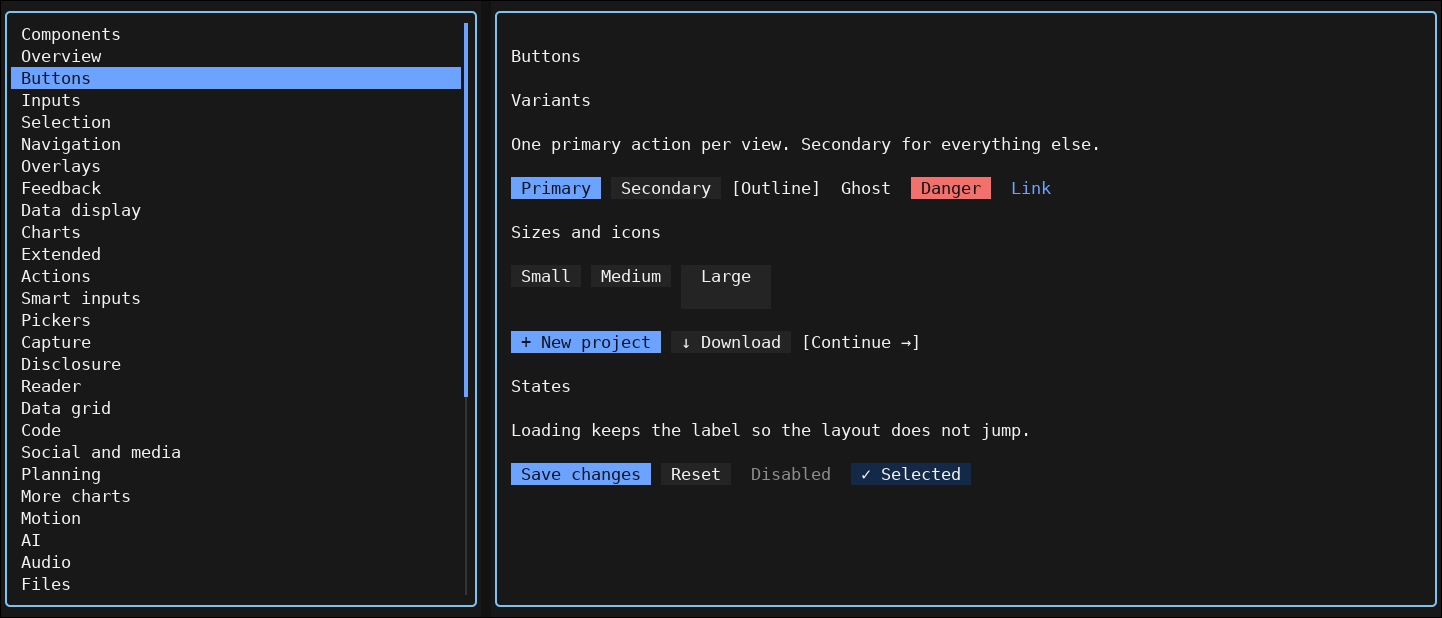 Components
Overview
Buttons
Inputs
Selection
Navigation
Overlays
Feedback
Data display
Charts
Extended
Actions
Smart inputs
Pickers
Capture
Disclosure
Reader
Data grid
Code
Social and media
Planning
More charts
Motion
AI
Audio
Files
Buttons
Variants
One primary action per view. Secondary for everything else.
Primary Secondary [Outline] Ghost Danger Link
Sizes and icons
Small Medium Large
+ New project ↓ Download [Continue →]
States
Loading keeps the label so the layout does not jump.
Save changes Reset Disabled ✓ Selected